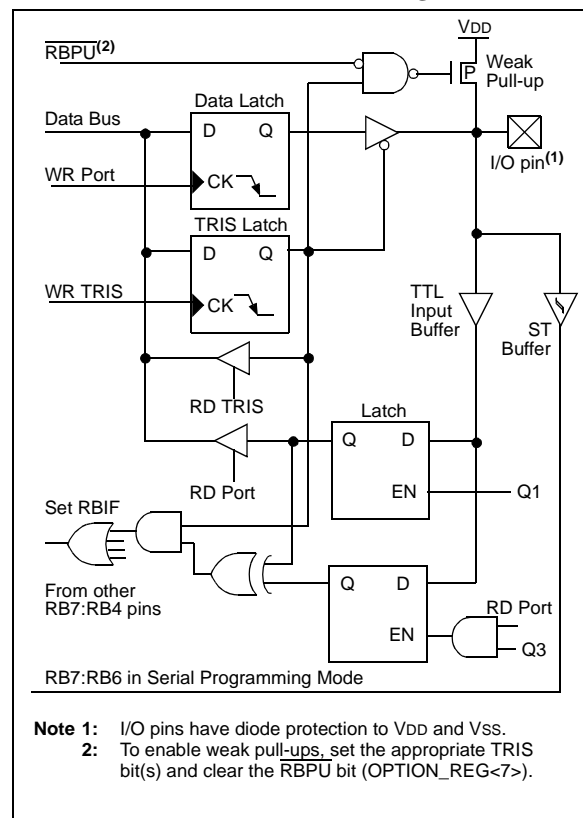 VDD
RBPU(2)
P
Weak
Pull-up
Data Latch
Data Bus
D Q
I/O pin(1)
WR Port
CK
TRIS Latch
D Q
WR TRIS
CK
TTL
Input
Buffer
ST
Buffer
RD TRIS
Latch
Q D
RD Port
EN
Q1
Set RBIF
From other
RB7:RB4 pins
Q D
RD Port
EN
Q3
RB7:RB6 in Serial Programming Mode
Note 1: I/O pins have diode protection to VDD and VSS.
2: To enable weak pull-ups, set the appropriate TRIS
bit(s) and clear the RBPU bit (OPTION_REG<7>).